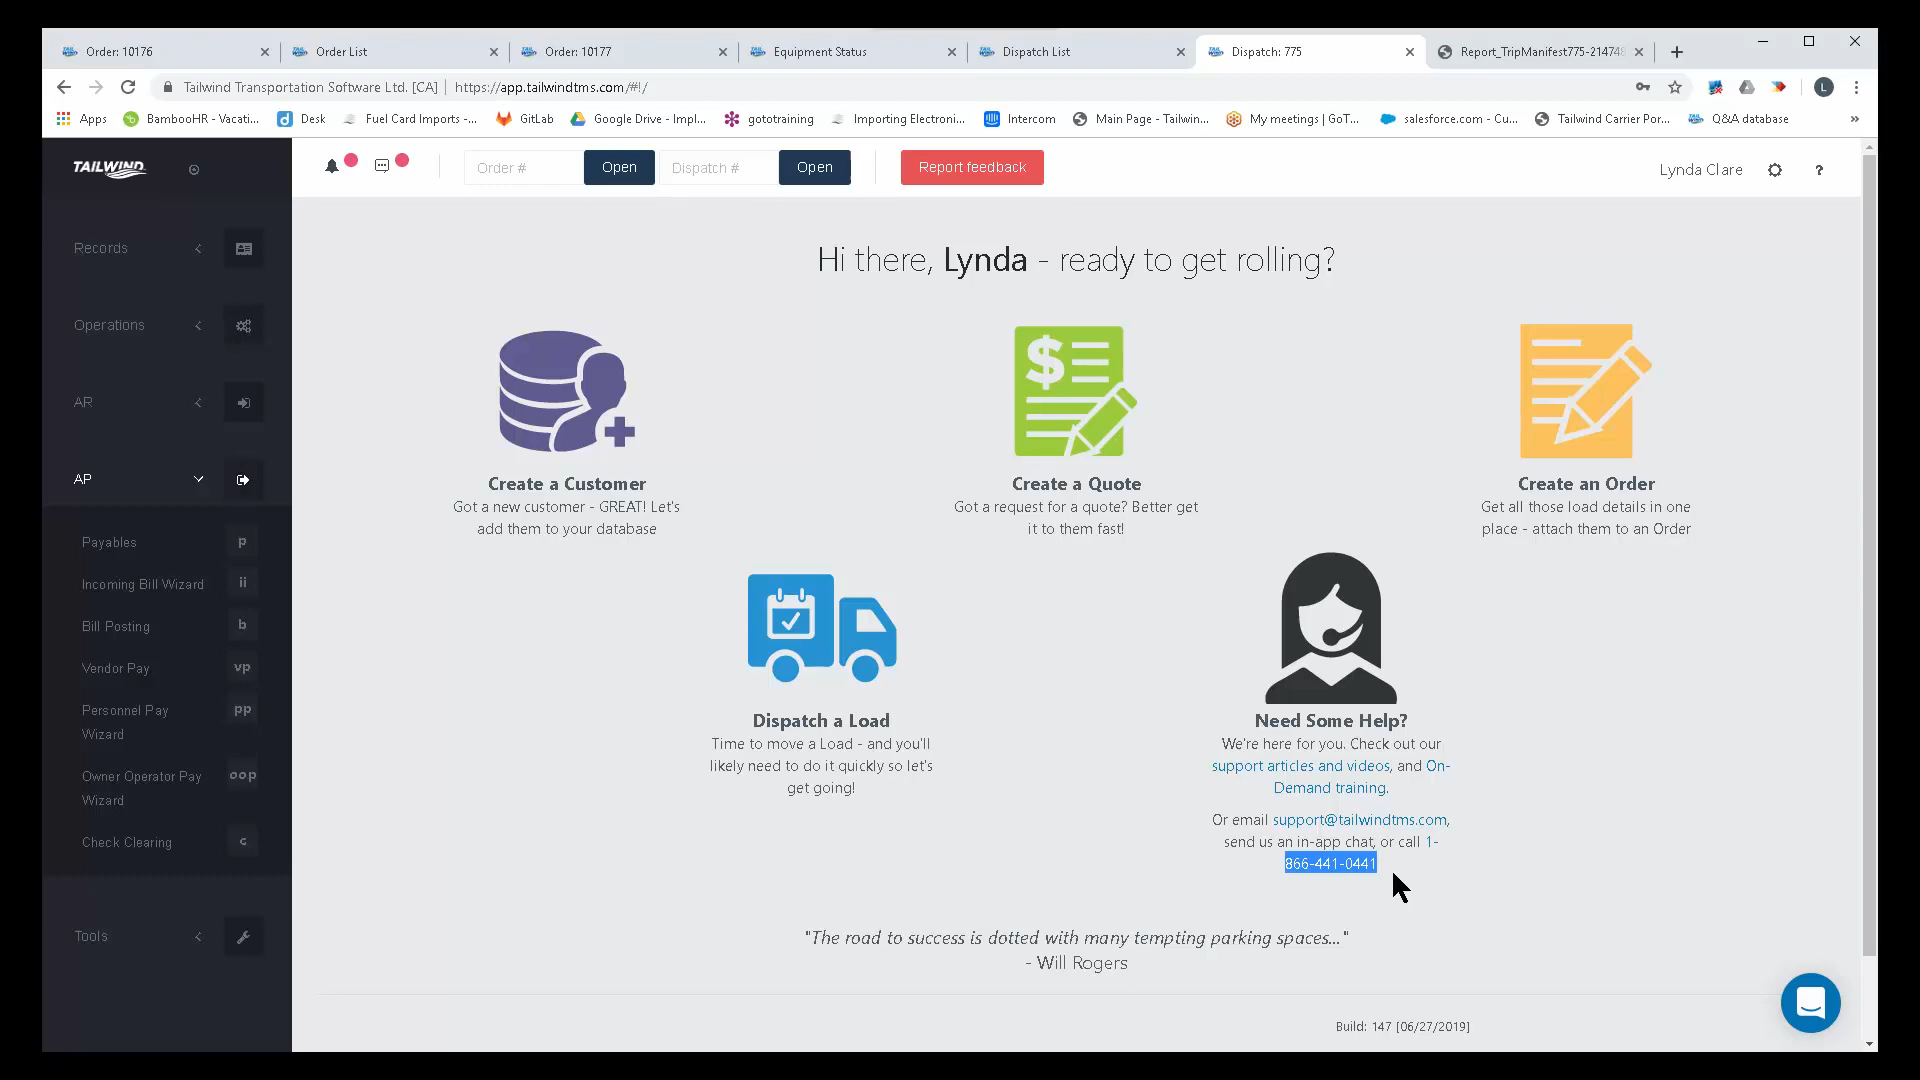 Order: 10176
Order List
Order: 10177
Equipment Status
Dispatch List
Dispatch: 775
Report_TripManifest775-21474
Tailwind Transportation Software Ltd. [CA] | https://app.tailwindtms.com/#!/
L
Apps
BambooHR - Vacati...
Desk
Fuel Card Imports -...
GitLab
Google Drive - Impl...
gototraining
Importing Electroni...
Intercom
Main Page - Tailwin...
My meetings | GoT...
salesforce.com - Cu...
Tailwind Carrier Por...
Q&A database
TAILWIND
Order #
Open
Dispatch #
Open
Report feedback
Lynda Clare
?
Records
Operations
AR
AP
Payables p
Incoming Bill Wizard ii
Bill Posting b
Vendor Pay vp
Personnel Pay pp
Wizard
Owner Operator Pay oop
Wizard
Check Clearing c
Tools
Hi there, Lynda - ready to get rolling?
Create a Customer
Got a new customer - GREAT! Let's
add them to your database
Create a Quote
Got a request for a quote? Better get
it to them fast!
Create an Order
Get all those load details in one
place - attach them to an Order
Dispatch a Load
Time to move a Load - and you'll
likely need to do it quickly so let's
get going!
Need Some Help?
We're here for you. Check out our
support articles and videos, and On-
Demand training.
Or email support@tailwindtms.com,
send us an in-app chat, or call 1-
866-441-0441
"The road to success is dotted with many tempting parking spaces..."
- Will Rogers
Build: 147 [06/27/2019]